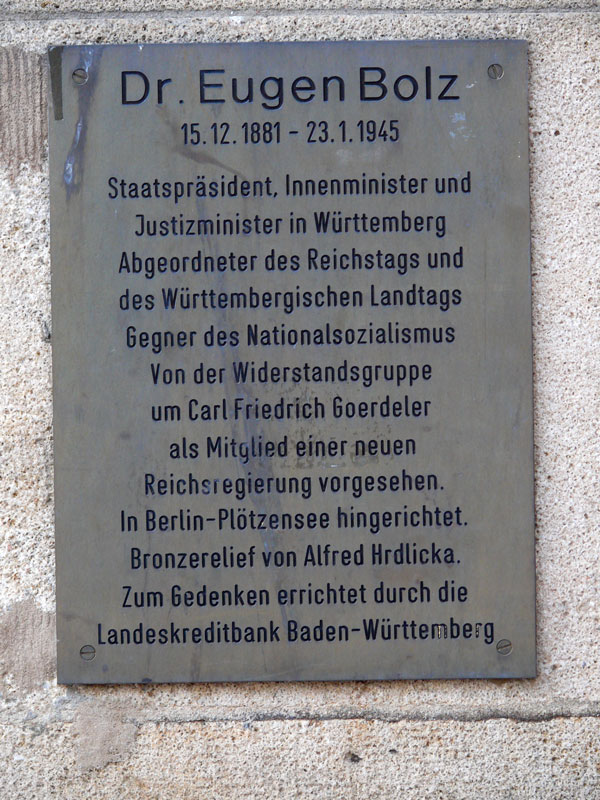 Dr. Eugen Bolz
15.12.1881 - 23.1.1945
Staatspräsident, Innenminister und
Justizminister in Württemberg
Abgeordneter des Reichstags und
des Württembergischen Landtags
Gegner des Nationalsozialismus
Von der Widerstandsgruppe
um Carl Friedrich Goerdeler
als Mitglied einer neuen
Reichsregierung vorgesehen.
In Berlin-Plötzensee hingerichtet.
Bronzerelief von Alfred Hrdlicka.
Zum Gedenken errichtet durch die
Landeskreditbank Baden-Württemberg